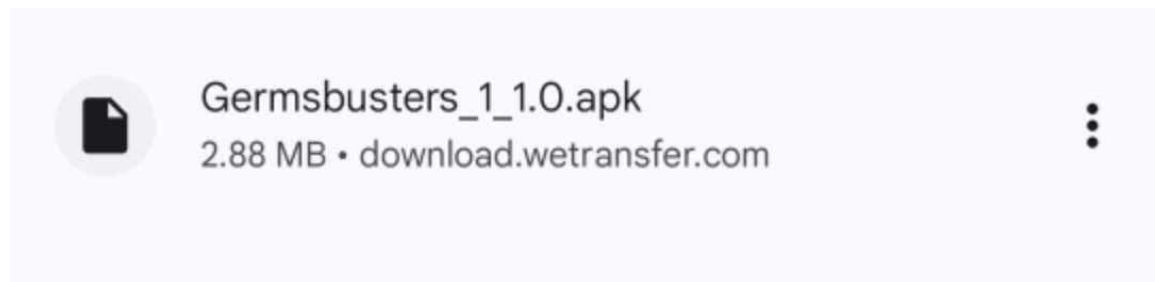 Germsbusters_1_1.0.apk
2.88 MB • download.wetransfer.com